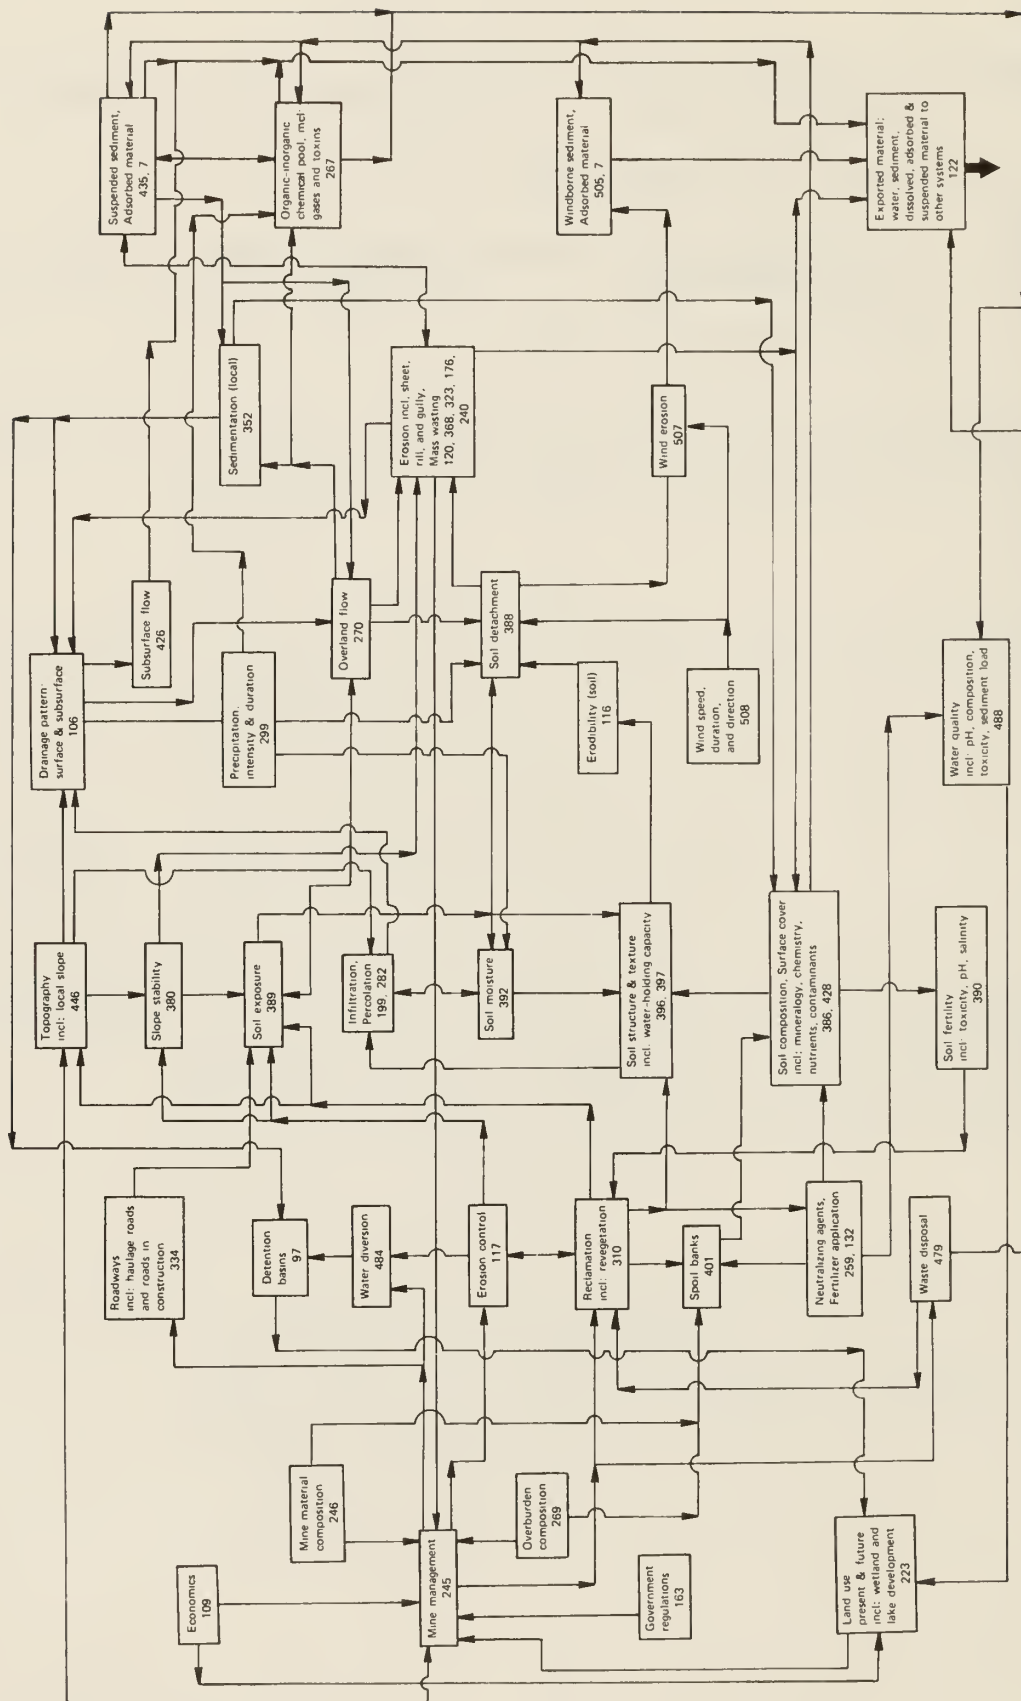 Economics
109
Mine material
composition
246
Mine management
245
Overburden
composition
269
Government
regulations
163
Land use
present & future
incl: wetland and
lake development
223
Roadways
incl: haulage roads
and roads in
construction
334
Detention
basins
97
Water diversion
484
Erosion control
117
Reclamation
incl: revegetation
310
Spoil banks
401
Neutralizing agents,
Fertilizer application
259, 132
Waste disposal
479
Topography
incl: local slope
446
Slope stability
380
Soil exposure
389
Infiltration,
Percolation
199, 282
Soil moisture
392
Soil structure & texture
incl. water-holding capacity
396, 397
Soil composition, Surface cover
incl: mineralogy, chemistry,
nutrients, contaminants
386, 428
Soil fertility
incl: toxicity, pH, salinity
390
Drainage pattern:
surface & subsurface
106
Subsurface flow
426
Precipitation,
intensity & duration
299
Overland flow
270
Soil detachment
388
Erodibility (soil)
116
Wind speed,
duration,
and direction
508
Water quality
incl: pH, composition,
toxicity, sediment load
488
Sedimentation (local)
352
Erosion incl, sheet,
rill, and gully,
Mass wasting
120, 368, 323, 176,
240
Wind erosion
507
Suspended sediment,
Adsorbed material
435, 7
Organic-inorganic
chemical pool, incl:
gases and toxins
267
Windborne sediment,
Adsorbed material
505, 7
Exported material:
water, sediment,
dissolved, adsorbed &
suspended material to
other systems
122